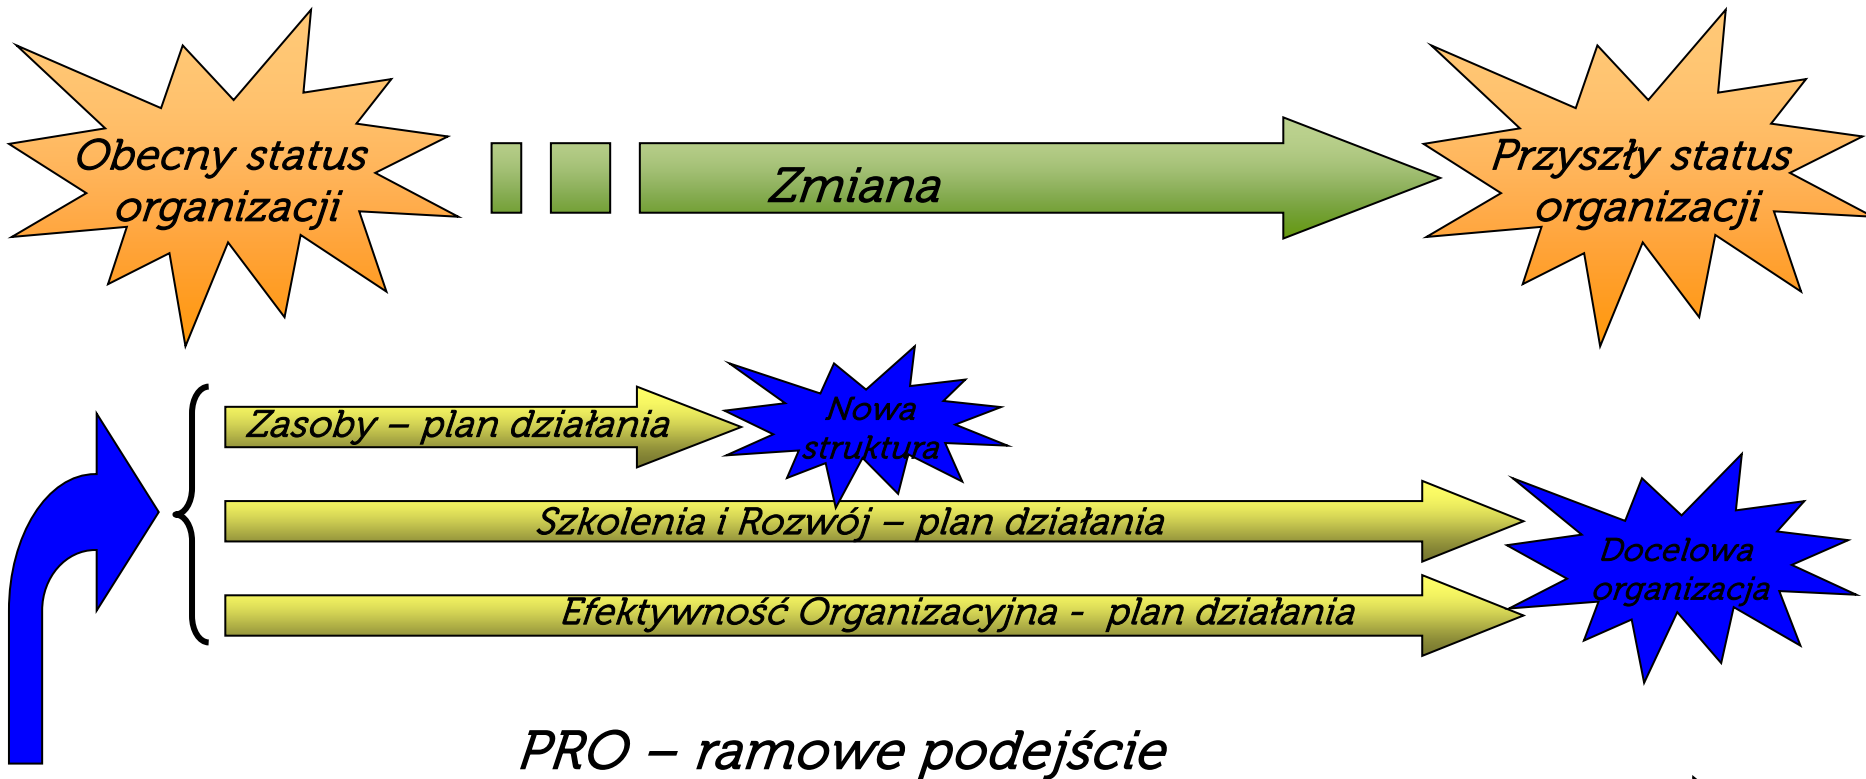 Obecny status
organizacji
Zmiana
Przyszły status
organizacji
Zasoby – plan działania
Nowa
struktura
Szkolenia i Rozwój – plan działania
Docelowa
organizacja
Efektywność Organizacyjna - plan działania
PRO – ramowe podejście